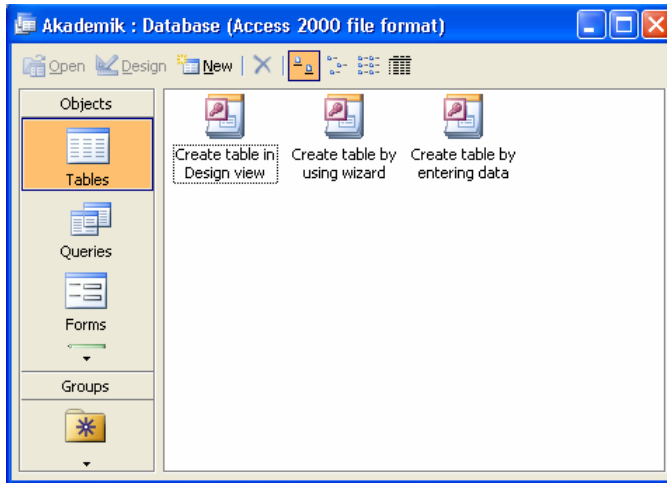 Akademik : Database (Access 2000 file format)
Open Design New
Objects
Tables
Queries
Forms
Groups
Create table in
Design view
Create table by
using wizard
Create table by
entering data